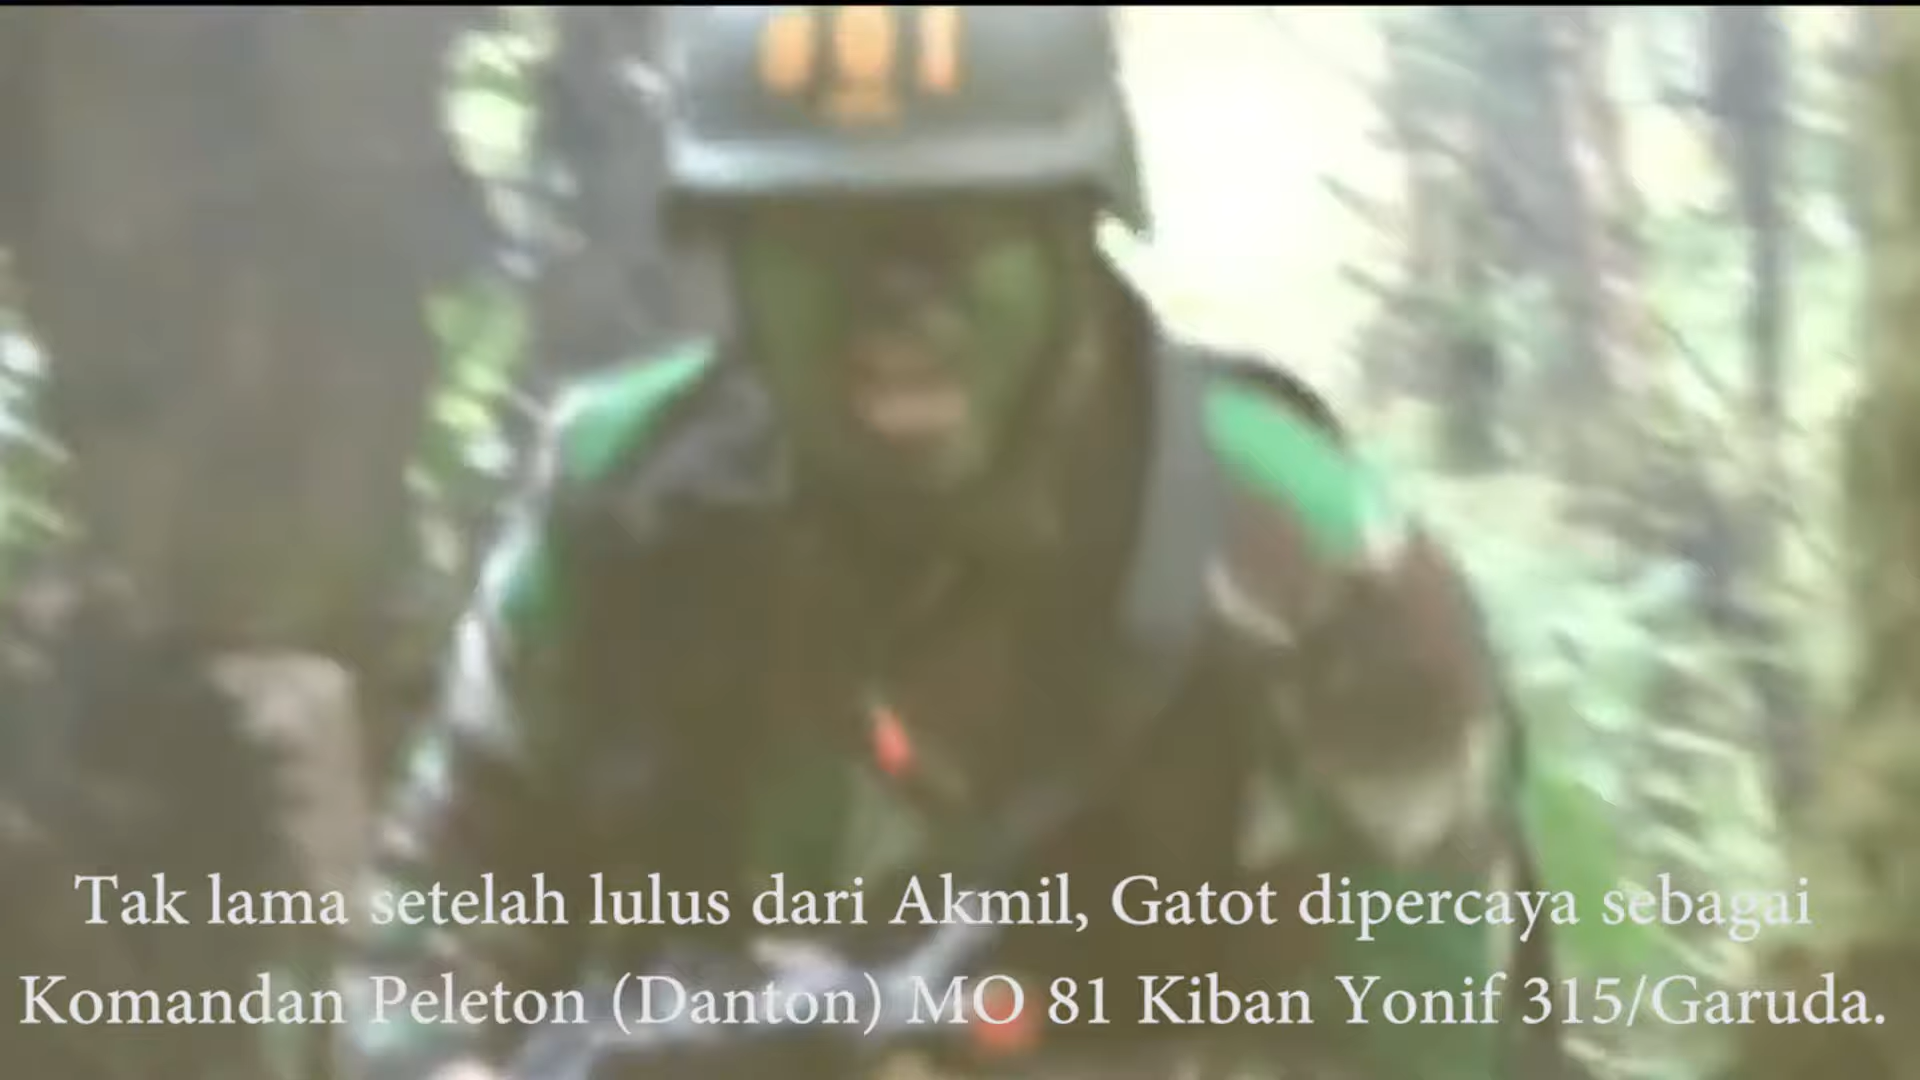 Tak lama setelah lulus dari Akmil, Gatot dipercaya sebagai
Komandan Peleton (Danton) MO 81 Kiban Yonif 315/Garuda.